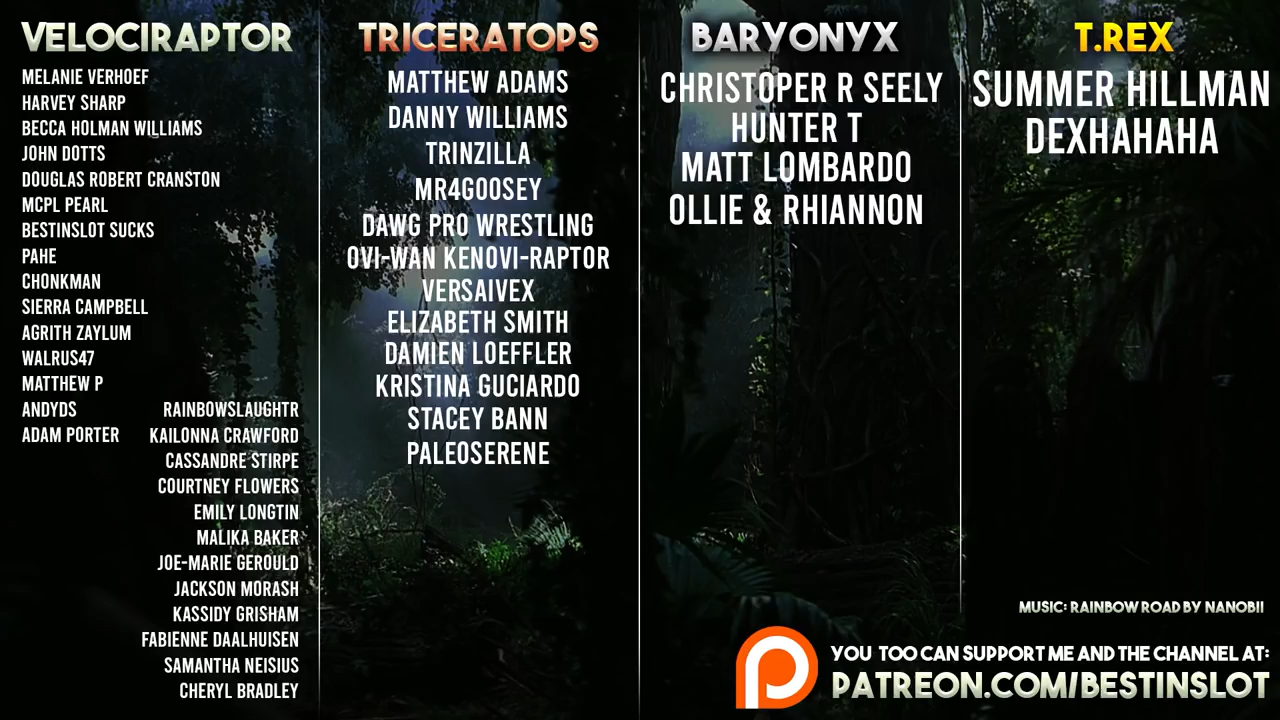 VELOCIRAPTOR
MELANIE VERHOEF
HARVEY SHARP
BECCA HOLMAN WILLIAMS
JOHN DOTTS
DOUGLAS ROBERT CRANSTON
MCPL PEARL
BESTINSLOT SUCKS
PAHE
CHONKMAN
SIERRA CAMPBELL
AGRITH ZAYLUM
WALRUS47
MATTHEW P
ANDYDS
ADAM PORTER
RAINBOWSLAUGHTR
KAILONNA CRAWFORD
CASSANDRE STIRPE
COURTNEY FLOWERS
EMILY LONGTIN
MALIKA BAKER
JOE-MARIE GEROULD
JACKSON MORASH
KASSIDY GRISHAM
FABIENNE DAALHUISEN
SAMANTHA NEISIUS
CHERYL BRADLEY
TRICERATOPS
MATTHEW ADAMS
DANNY WILLIAMS
TRINZILLA
MR4GOOSEY
DAWG PRO WRESTLING
OVI-WAN KENOVI-RAPTOR
VERSAIVEX
ELIZABETH SMITH
DAMIEN LOEFFLER
KRISTINA GUCIARDO
STACEY BANN
PALEOSERENE
BARYONYX
CHRISTOPER R SEELY
HUNTER T
MATT LOMBARDO
OLLIE & RHIANNON
T.REX
SUMMER HILLMAN
DEXHAHAHA
MUSIC: RAINBOW ROAD BY NANOBII
YOU TOO CAN SUPPORT ME AND THE CHANNEL AT:
PATREON.COM/BESTINSLOT